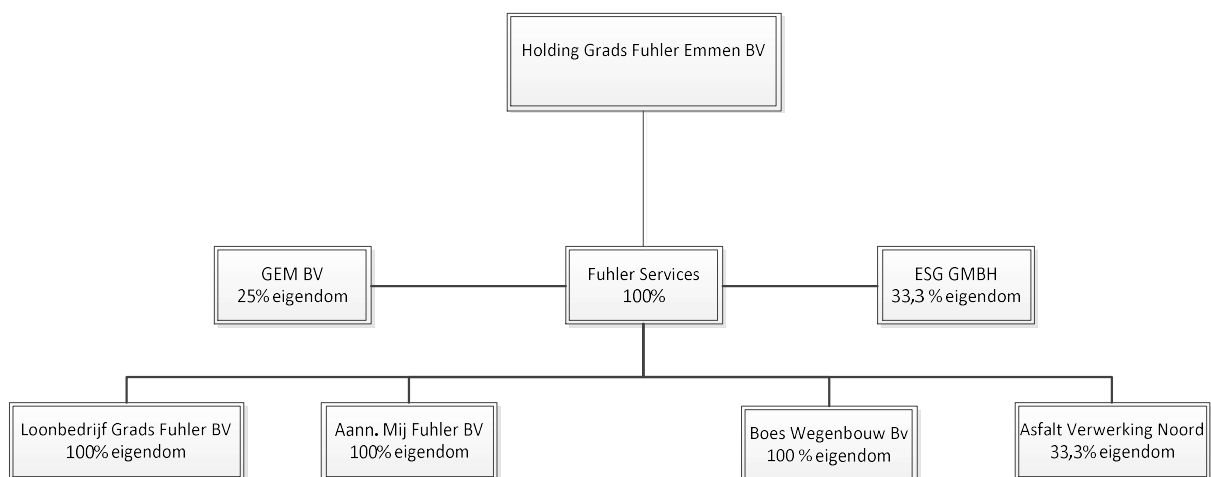 Holding Grads Fuhler Emmen BV
GEM BV
25% eigendom
Fuhler Services
100%
ESG GMBH
33,3 % eigendom
Loonbedrijf Grads Fuhler BV
100% eigendom
Aann. Mij Fuhler BV
100% eigendom
Boes Wegenbouw Bv
100 % eigendom
Asfalt Verwerking Noord
33,3% eigendom